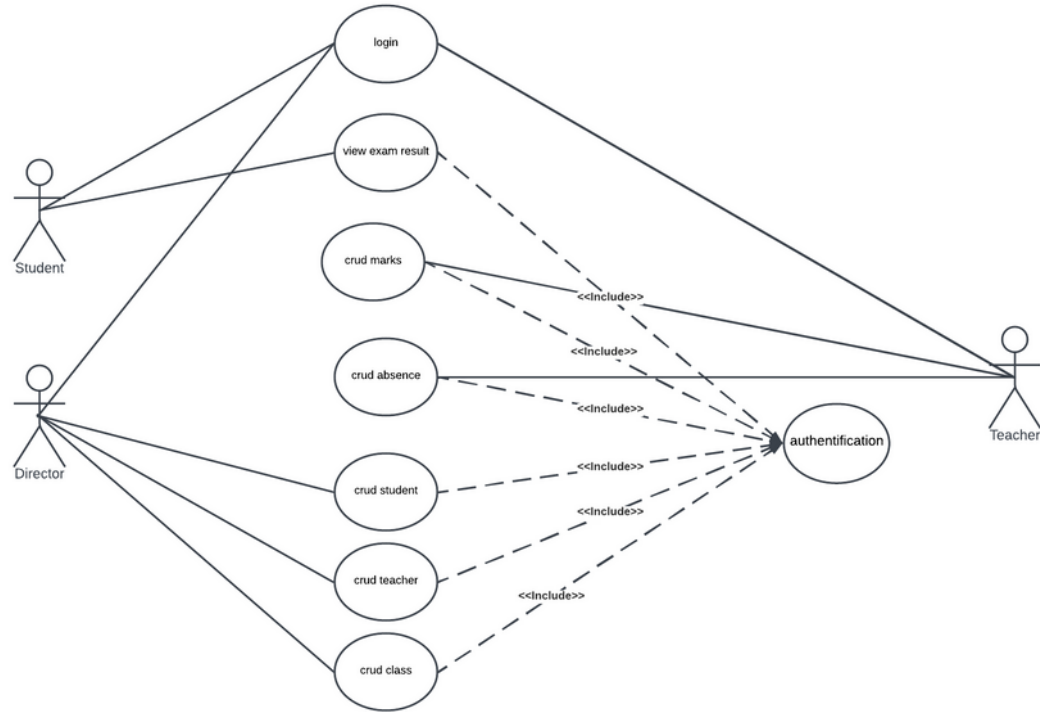 login
view exam result
Student
crud marks
<<Include>>
<<Include>>
crud absence
<<Include>>
Teacher
authentification
Director
<<Include>>
crud student
<<Include>>
crud teacher
<<Include>>
crud class